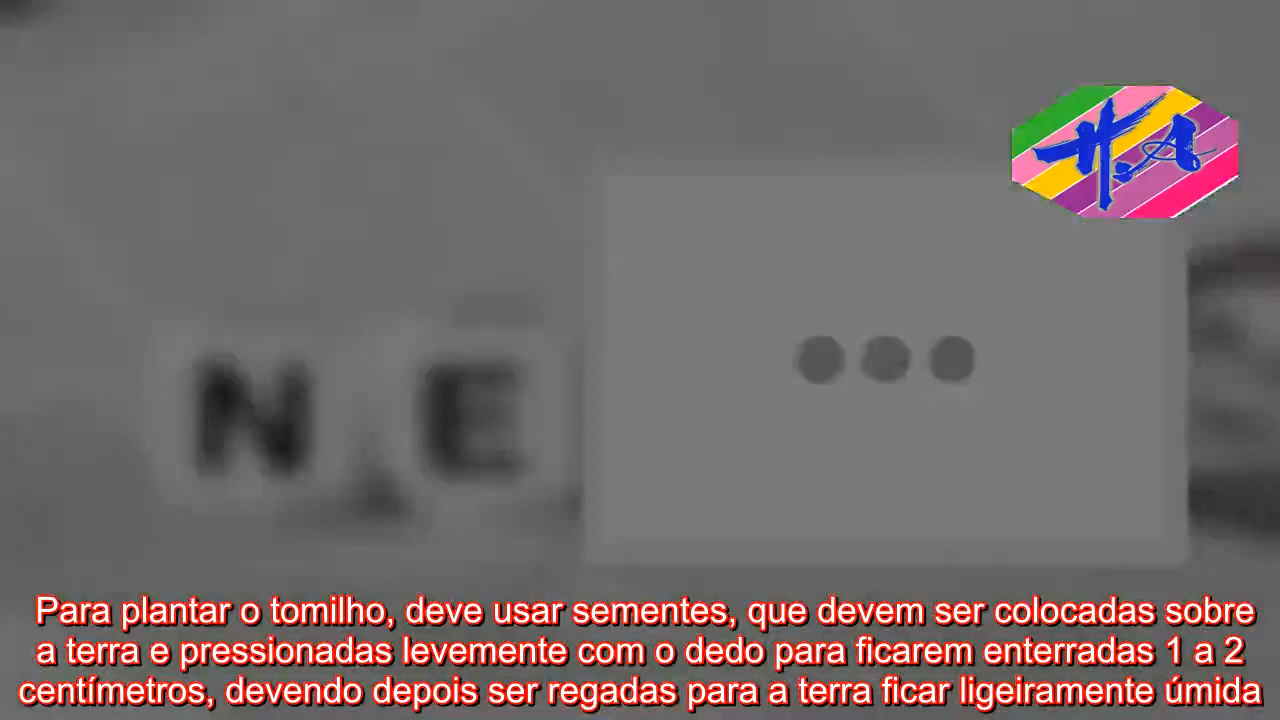 H.A
N E
Para plantar o tomilho, deve usar sementes, que devem ser colocadas sobre
a terra e pressionadas levemente com o dedo para ficarem enterradas 1 a 2
centímetros, devendo depois ser regadas para a terra ficar ligeiramente úmida